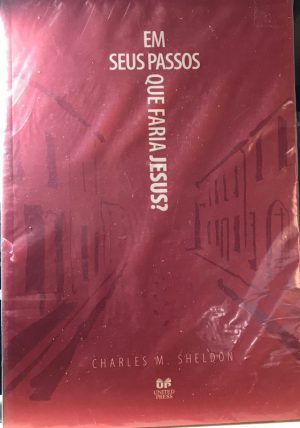 EM
SEUS PASSOS
QUE FARIA JESUS?
CHARLES M. SHELDON
UNITED
PRESS